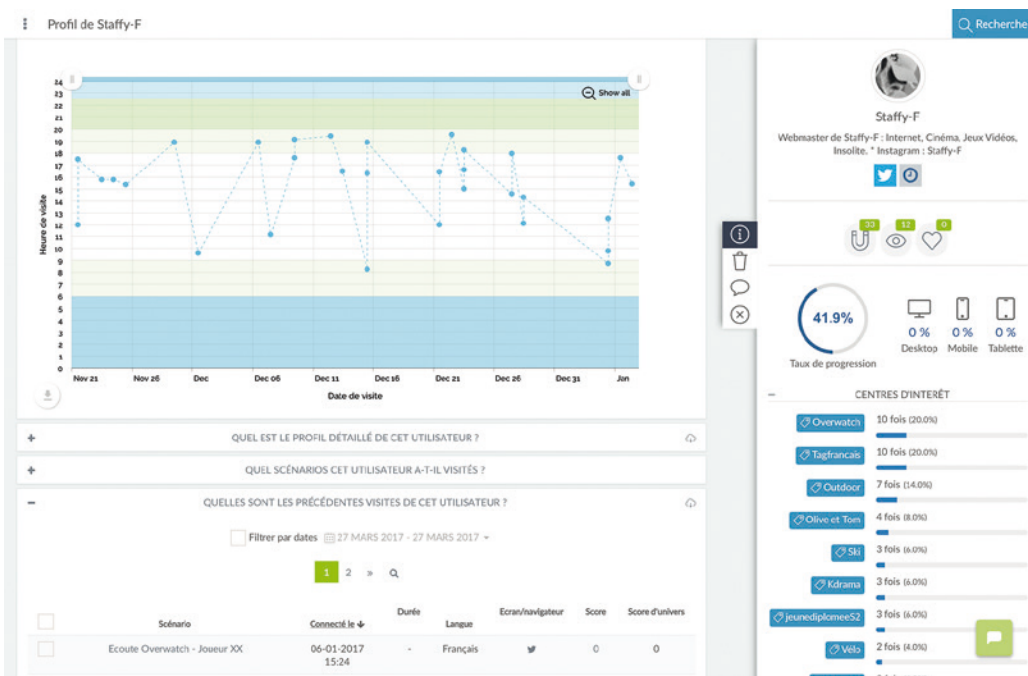 Profil de Staffy-F
Recherche
24
23
22
21
20
19
18
17
16
15
14
13
12
11
10
9
8
7
6
5
4
3
2
1
0
Heure de visite
Show all
Nov 21
Nov 26
Dec
Dec 06
Dec 11
Dec 16
Dec 21
Dec 26
Dec 31
Jan
Date de visite
QUEL EST LE PROFIL DÉTAILLÉ DE CET UTILISATEUR ?
QUEL SCÉNARIOS CET UTILISATEUR A-T-IL VISITÉS ?
QUELLES SONT LES PRÉCÉDENTES VISITES DE CET UTILISATEUR ?
Filtrer par dates 27 MARS 2017 - 27 MARS 2017
1 2 »
Scénario Connecté le Durée Langue Ecran/navigateur Score Score d'univers
Ecoute Overwatch - Joueur XX 06-01-2017 - Français 0 0
15:24
Staffy-F
Webmaster de Staffy-F : Internet, Cinéma, Jeux Vidéos,
Insolite. * Instagram : Staffy-F
33 12 0
41.9%
Taux de progression
0 % 0 % 0 %
Desktop Mobile Tablette
CENTRES D'INTERÊT
Overwatch 10 fois (20.0%)
Tagfrancais 10 fois (20.0%)
Outdoor 7 fois (14.0%)
Olive et Tom 4 fois (8.0%)
Ski 3 fois (6.0%)
Kdrama 3 fois (6.0%)
jeunediplomee52 3 fois (6.0%)
Vélo 2 fois (4.0%)